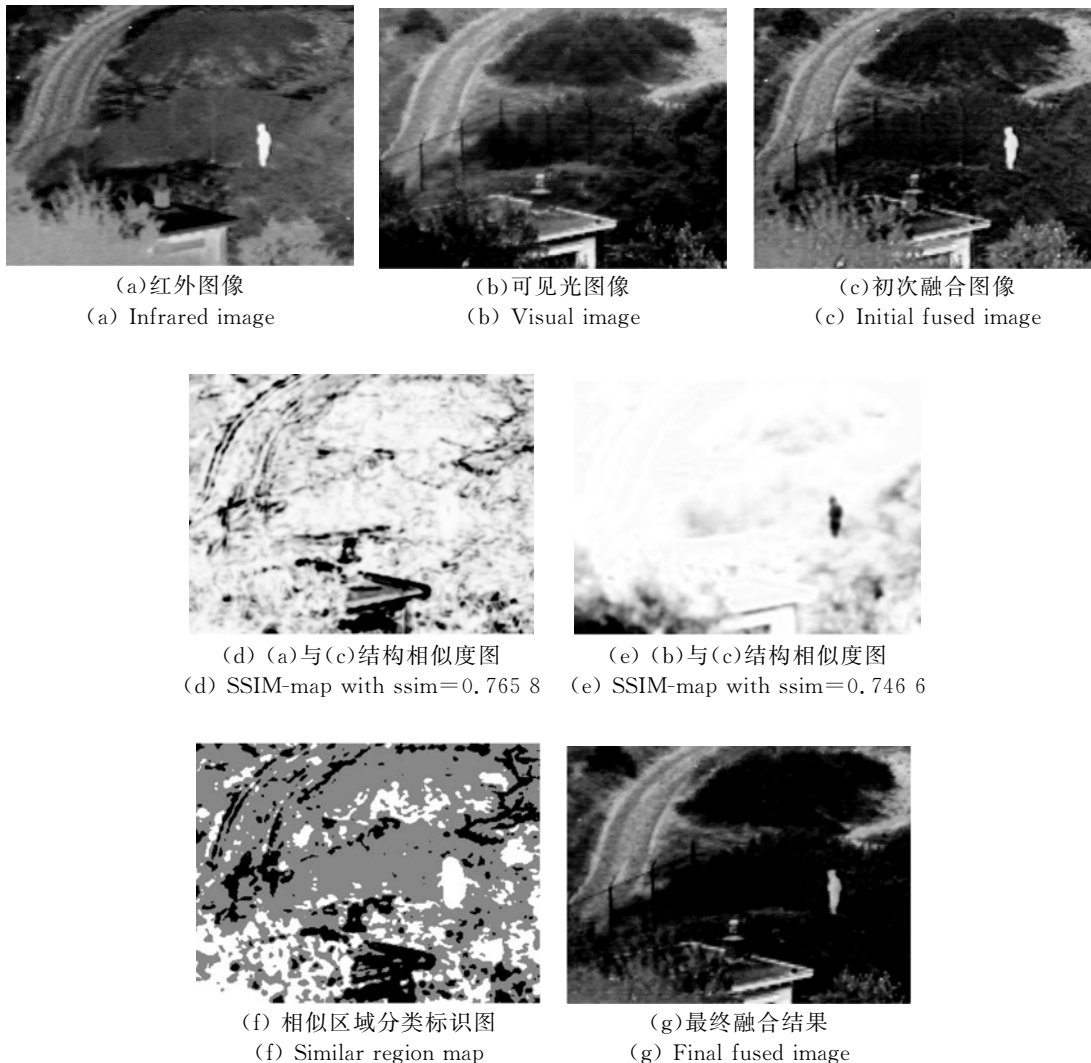 (a)红外图像
(a) Infrared image
(b)可见光图像
(b) Visual image
(c)初次融合图像
(c) Initial fused image
(d) (a)与(c)结构相似度图
(d) SSIM-map with ssim=0.765 8
(e) (b)与(c)结构相似度图
(e) SSIM-map with ssim=0.746 6
(f) 相似区域分类标识图
(f) Similar region map
(g)最终融合结果
(g) Final fused image